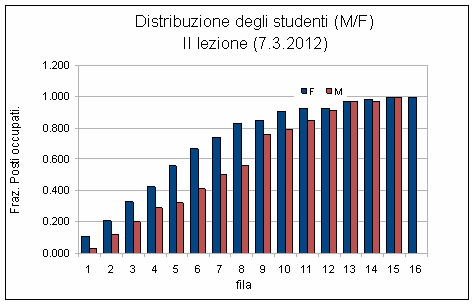 Distribuzione degli studenti (M/F)
II lezione (7.3.2012)
1.200
1.000
0.800
0.600
0.400
0.200
0.000
Fraz. Posti occupati.
F M
1 2 3 4 5 6 7 8 9 10 11 12 13 14 15 16
fila